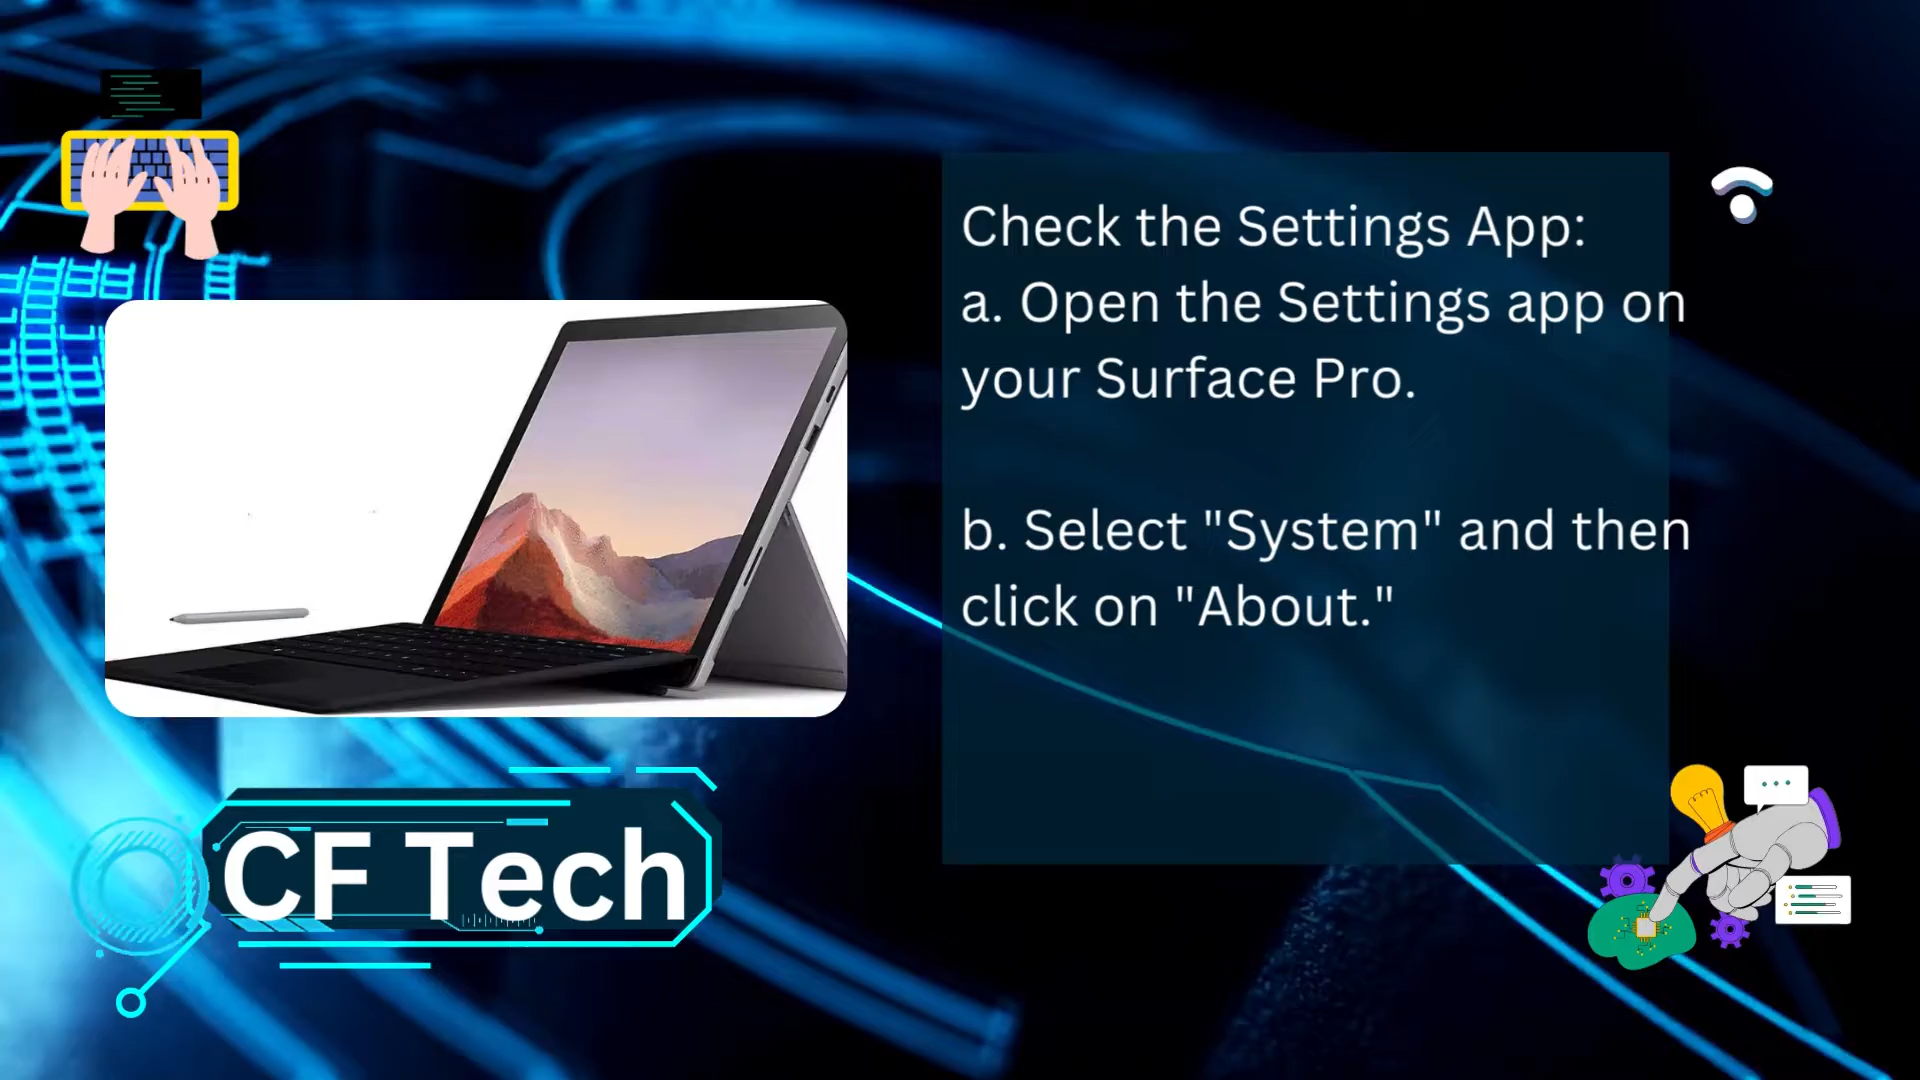 Check the Settings App:
a. Open the Settings app on
your Surface Pro.
b. Select "System" and then
click on "About."
CF Tech